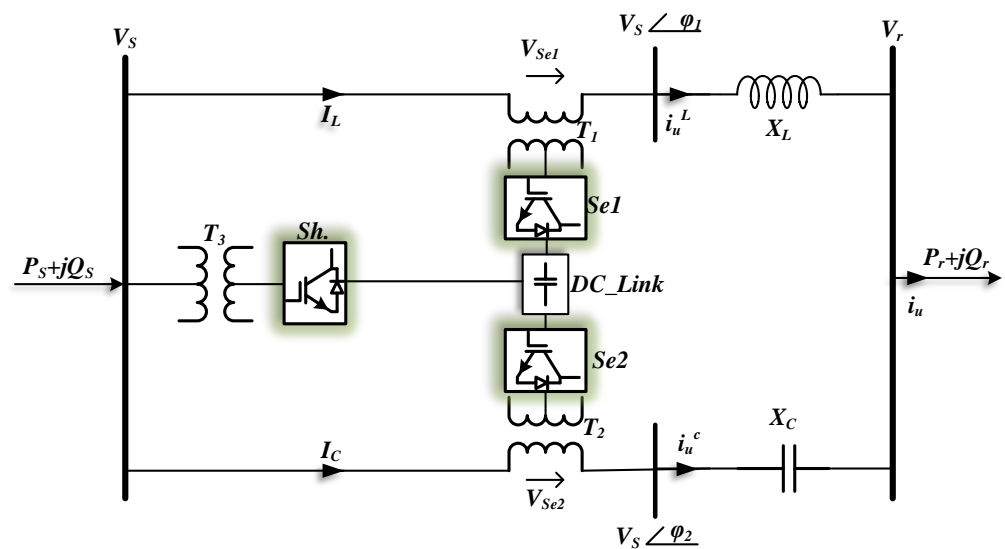 V_S
V_Se1
V_S ∠ φ_1
V_r
I_L
T_1
i_u^L
X_L
Se1
T_3
Sh.
P_S+jQ_S
DC_Link
P_r+jQ_r
i_u
Se2
T_2
X_C
I_C
i_u^c
V_Se2
V_S ∠ φ_2